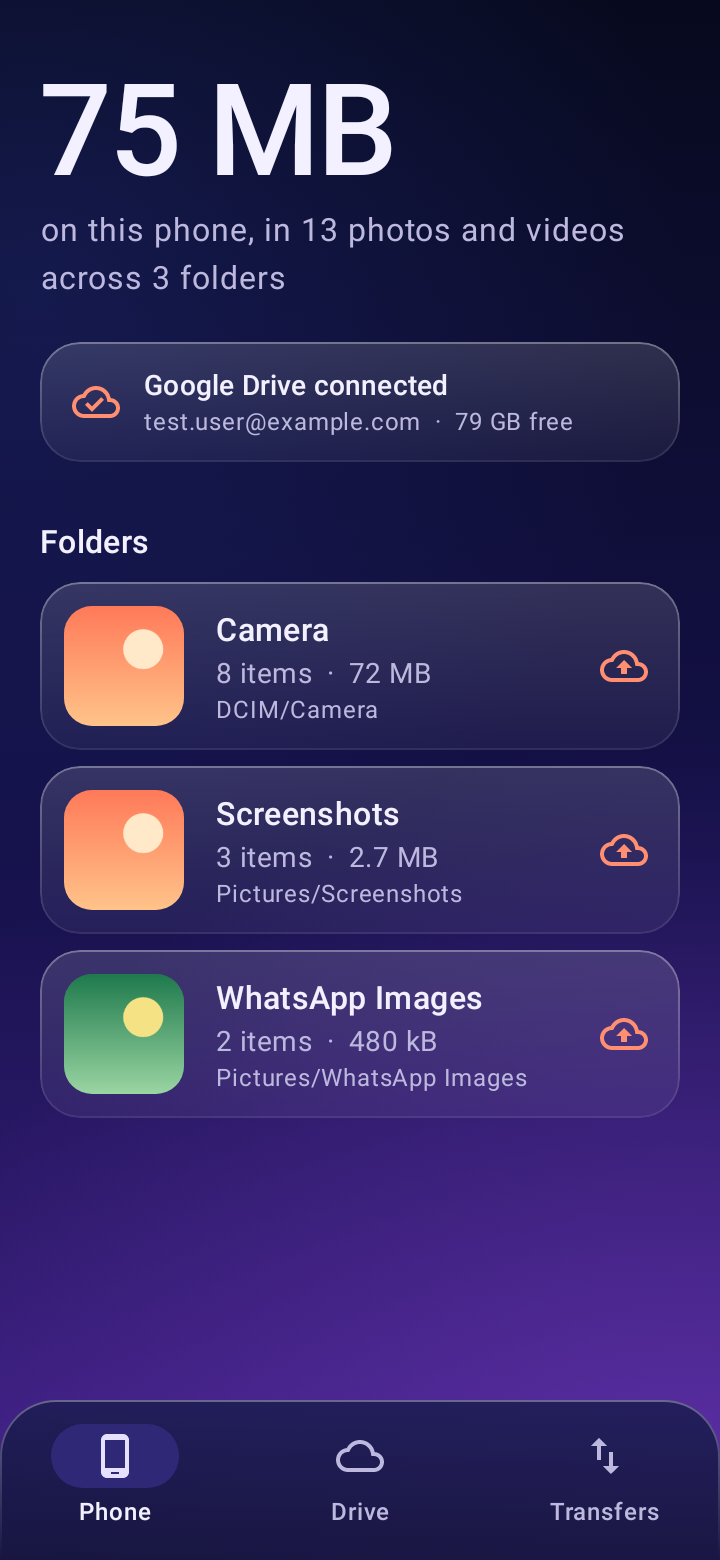 75 MB
on this phone, in 13 photos and videos
across 3 folders
Google Drive connected
test.user@example.com · 79 GB free
Folders
Camera
8 items · 72 MB
DCIM/Camera
Screenshots
3 items · 2.7 MB
Pictures/Screenshots
WhatsApp Images
2 items · 480 kB
Pictures/WhatsApp Images
Phone
Drive
Transfers